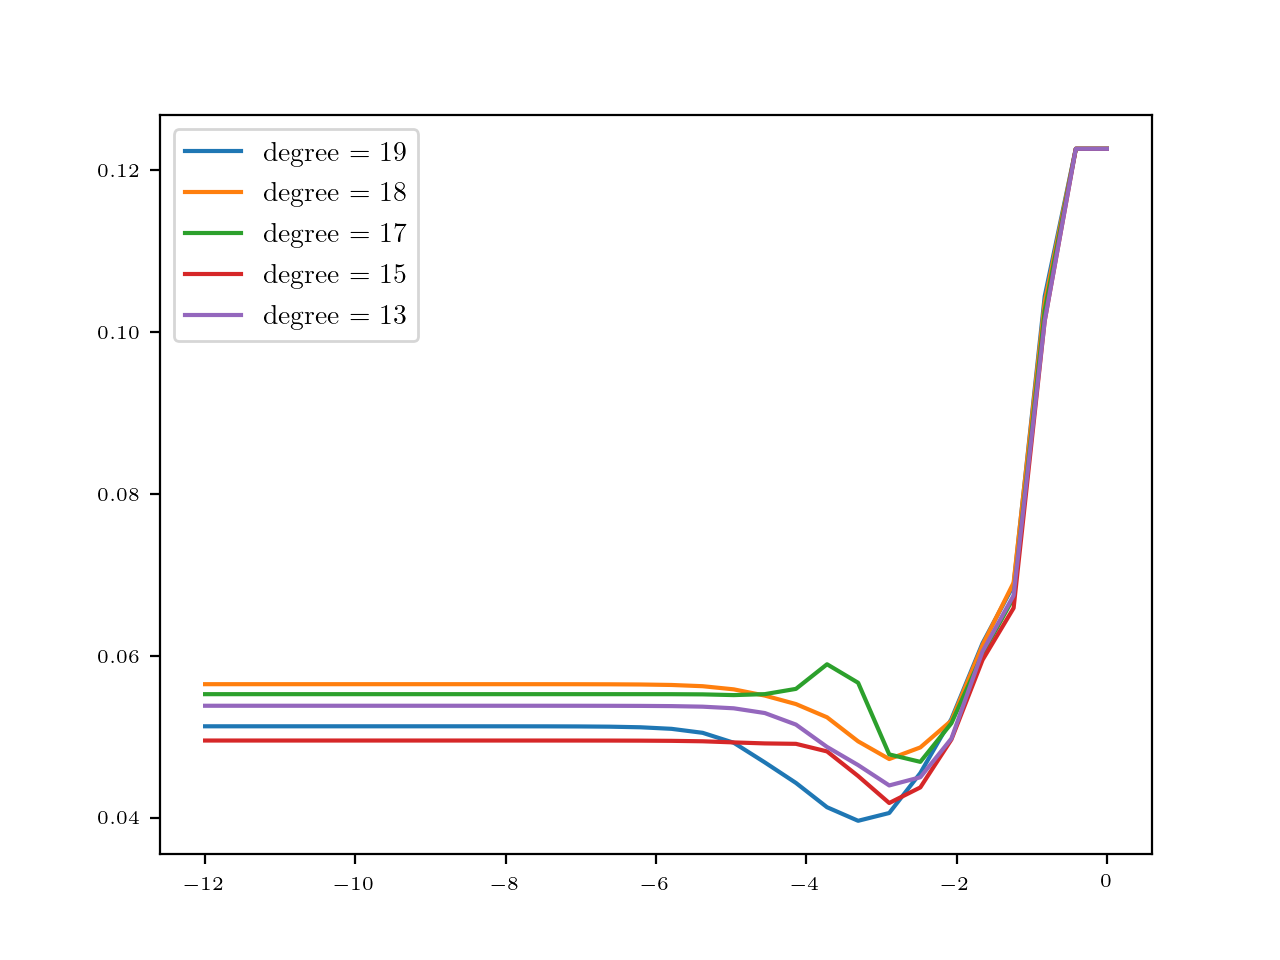 degree = 19
degree = 18
degree = 17
degree = 15
degree = 13
0.12
0.10
0.08
0.06
0.04
−12 −10 −8 −6 −4 −2 0